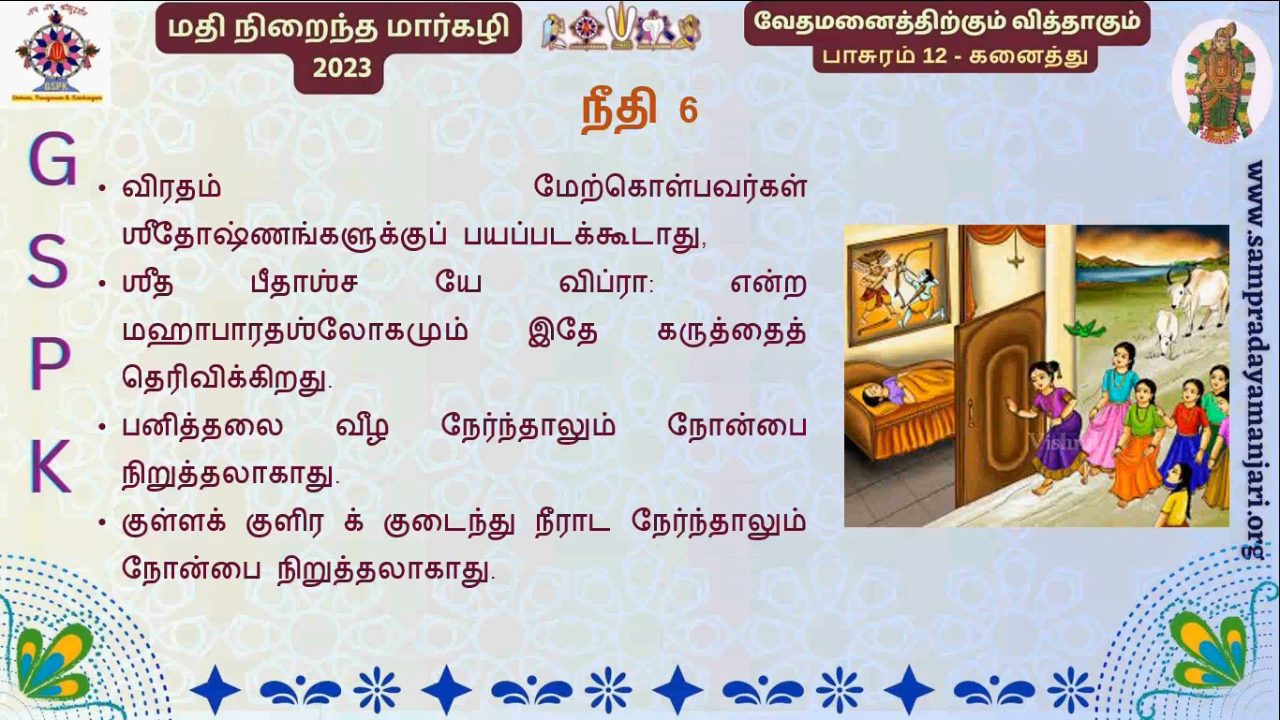 மதி நிறைந்த மார்கழி
2023
வேதமனைத்திற்கும் வித்தாகும்
பாசுரம் 12 - கனைத்து
BSPK
நீதி 6
G
S
P
K
• விரதம் மேற்கொள்பவர்கள்
ஶீதோஷ்ணங்களுக்குப் பயப்படக்கூடாது,
• ஶீத பீதாஶ்ச யே விப்ரா: என்ற
மஹாபாரதஶ்லோகமும் இதே கருத்தைத்
தெரிவிக்கிறது.
• பனித்தலை வீழ நேர்ந்தாலும் நோன்பை
நிறுத்தலாகாது.
• குள்ளக் குளிர க் குடைந்து நீராட நேர்ந்தாலும்
நோன்பை நிறுத்தலாகாது.
www.sampradayamanjari.org